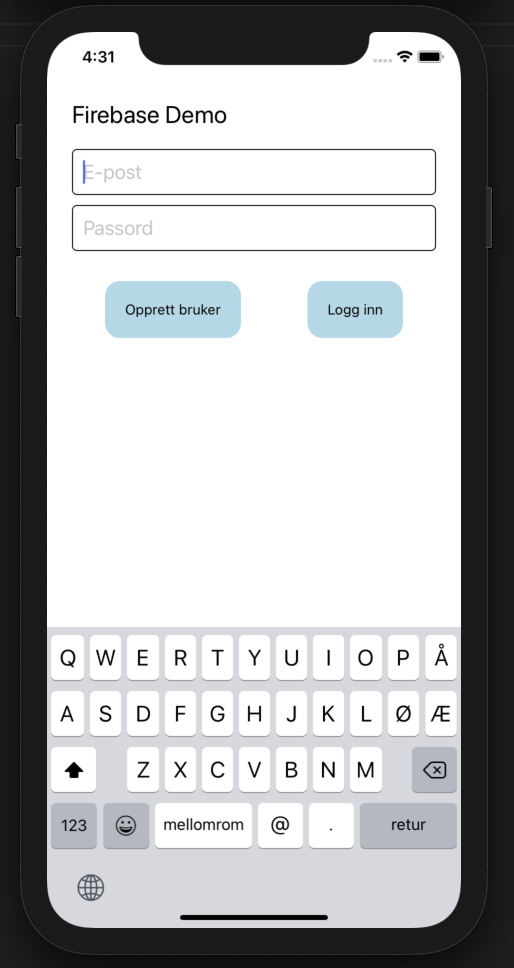 4:31
Firebase Demo
E-post
Passord
Opprett bruker Logg inn
Q W E R T Y U I O P Å
A S D F G H J K L Ø Æ
Z X C V B N M
123 mellomrom @ . retur